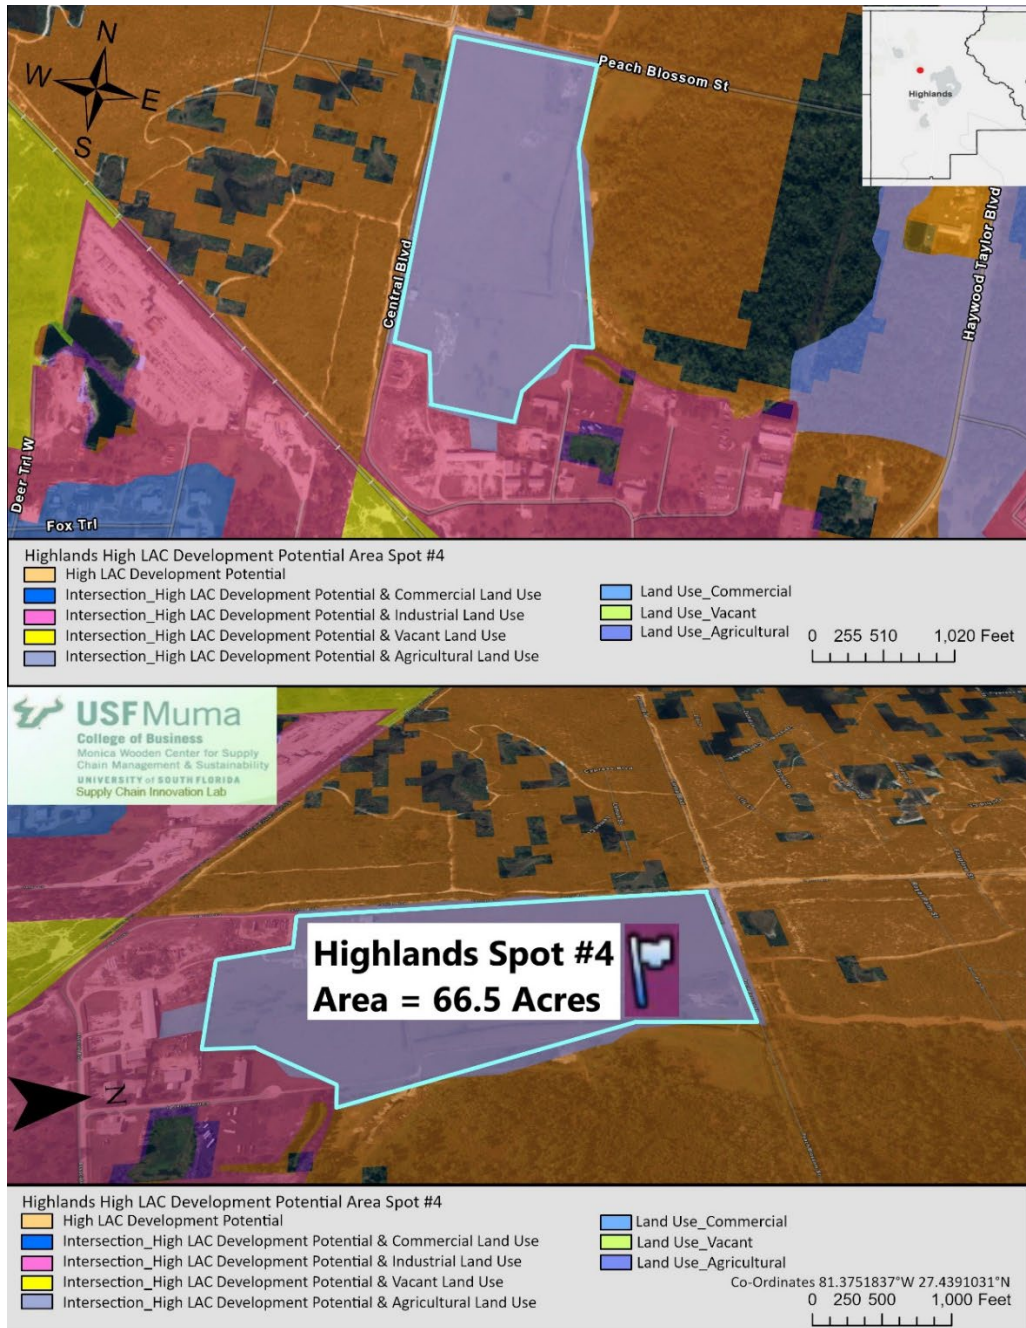 N
W
E
S
Peach Blossom St
Highlands
Central Blvd
Haywood Taylor Blvd
Deer Trl W
Fox Trl
Highlands High LAC Development Potential Area Spot #4
High LAC Development Potential
Intersection_High LAC Development Potential & Commercial Land Use
Intersection_High LAC Development Potential & Industrial Land Use
Intersection_High LAC Development Potential & Vacant Land Use
Intersection_High LAC Development Potential & Agricultural Land Use
Land Use_Commercial
Land Use_Vacant
Land Use_Agricultural
0 255 510 1,020 Feet
USF Muma
College of Business
Monica Wooden Center for Supply
Chain Management & Sustainability
UNIVERSITY of SOUTH FLORIDA
Supply Chain Innovation Lab
Highlands Spot #4
Area = 66.5 Acres
N
Highlands High LAC Development Potential Area Spot #4
High LAC Development Potential
Intersection_High LAC Development Potential & Commercial Land Use
Intersection_High LAC Development Potential & Industrial Land Use
Intersection_High LAC Development Potential & Vacant Land Use
Intersection_High LAC Development Potential & Agricultural Land Use
Land Use_Commercial
Land Use_Vacant
Land Use_Agricultural
Co-Ordinates 81.3751837°W 27.4391031°N
0 250 500 1,000 Feet